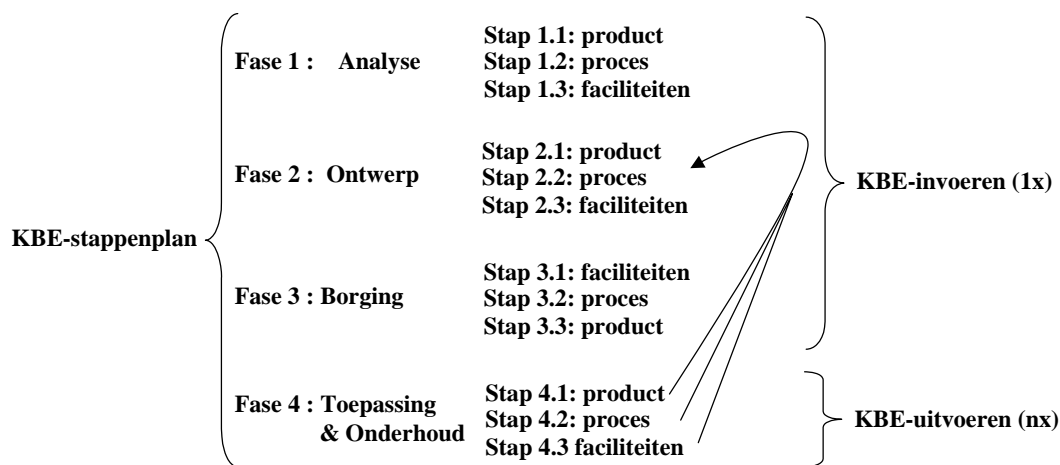 KBE-stappenplan
Fase 1 : Analyse
Stap 1.1: product
Stap 1.2: proces
Stap 1.3: faciliteiten
Fase 2 : Ontwerp
Stap 2.1: product
Stap 2.2: proces
Stap 2.3: faciliteiten
Fase 3 : Borging
Stap 3.1: faciliteiten
Stap 3.2: proces
Stap 3.3: product
Fase 4 : Toepassing
& Onderhoud
Stap 4.1: product
Stap 4.2: proces
Stap 4.3 faciliteiten
KBE-invoeren (1x)
KBE-uitvoeren (nx)